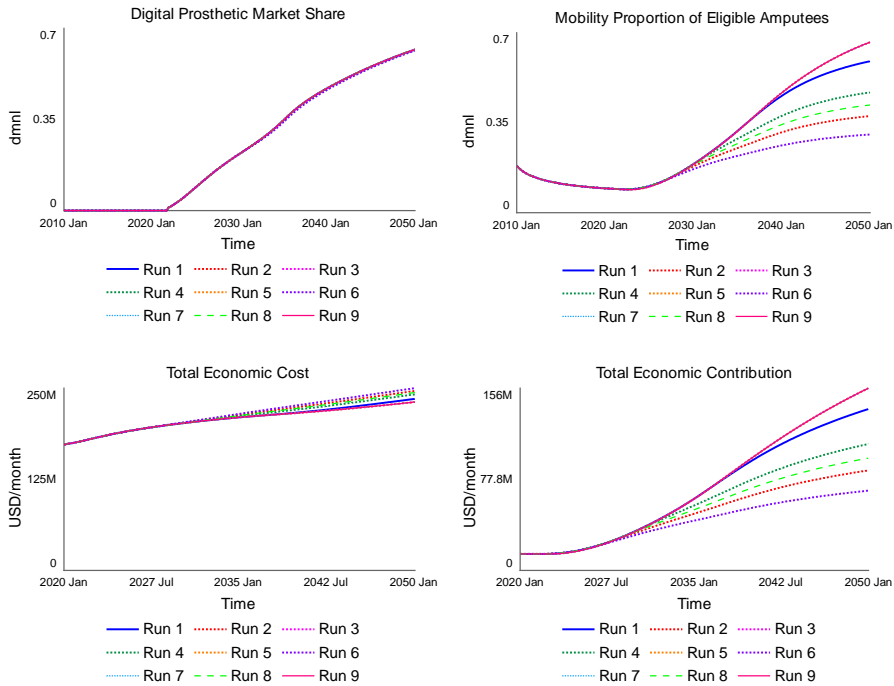 Digital Prosthetic Market Share
0.7
0.35
0
dmnl
2010 Jan 2020 Jan 2030 Jan 2040 Jan 2050 Jan
Time
Run 1 Run 2 Run 3
Run 4 Run 5 Run 6
Run 7 Run 8 Run 9
Mobility Proportion of Eligible Amputees
0.7
0.35
0
dmnl
2010 Jan 2020 Jan 2030 Jan 2040 Jan 2050 Jan
Time
Run 1 Run 2 Run 3
Run 4 Run 5 Run 6
Run 7 Run 8 Run 9
Total Economic Cost
250M
125M
0
USD/month
2020 Jan 2027 Jul 2035 Jan 2042 Jul 2050 Jan
Time
Run 1 Run 2 Run 3
Run 4 Run 5 Run 6
Run 7 Run 8 Run 9
Total Economic Contribution
156M
77.8M
0
USD/month
2020 Jan 2027 Jul 2035 Jan 2042 Jul 2050 Jan
Time
Run 1 Run 2 Run 3
Run 4 Run 5 Run 6
Run 7 Run 8 Run 9